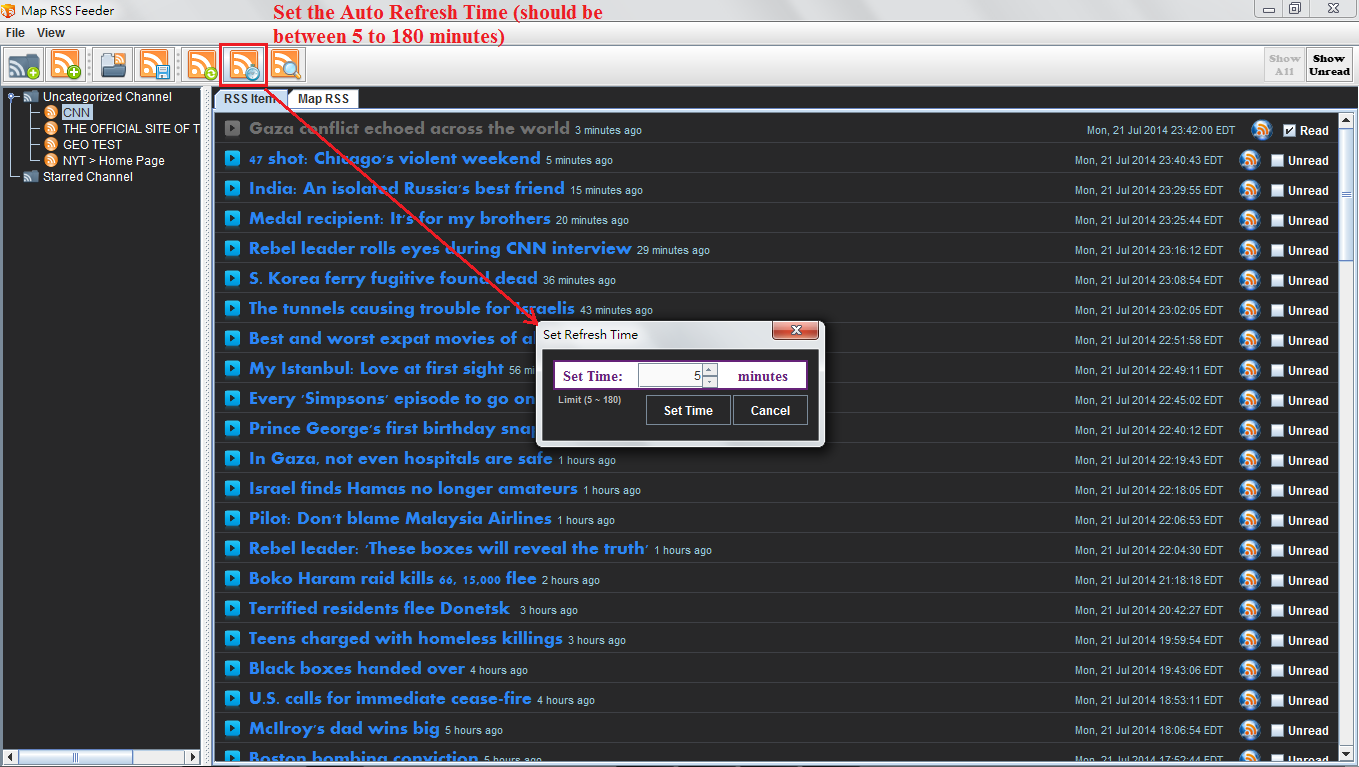 Map RSS Feeder
Set the Auto Refresh Time (should be
between 5 to 180 minutes)
File View
Show
All
Show
Unread
Uncategorized Channel
CNN
THE OFFICIAL SITE OF T
GEO TEST
NYT > Home Page
Starred Channel
RSS Item
Map RSS
Gaza conflict echoed across the world 3 minutes ago Mon, 21 Jul 2014 23:42:00 EDT Read
47 shot: Chicago's violent weekend 5 minutes ago Mon, 21 Jul 2014 23:40:43 EDT Unread
India: An isolated Russia's best friend 15 minutes ago Mon, 21 Jul 2014 23:29:55 EDT Unread
Medal recipient: It's for my brothers 20 minutes ago Mon, 21 Jul 2014 23:25:44 EDT Unread
Rebel leader rolls eyes during CNN interview 29 minutes ago Mon, 21 Jul 2014 23:16:12 EDT Unread
S. Korea ferry fugitive found dead 36 minutes ago Mon, 21 Jul 2014 23:08:54 EDT Unread
The tunnels causing trouble for Israelis 43 minutes ago Mon, 21 Jul 2014 23:02:05 EDT Unread
Best and worst expat movies of Mon, 21 Jul 2014 22:51:58 EDT Unread
My Istanbul: Love at first sight 56 mi Mon, 21 Jul 2014 22:49:11 EDT Unread
Every 'Simpsons' episode to go on Mon, 21 Jul 2014 22:45:02 EDT Unread
Prince George's first birthday snap Mon, 21 Jul 2014 22:40:12 EDT Unread
In Gaza, not even hospitals are safe 1 hours ago Mon, 21 Jul 2014 22:19:43 EDT Unread
Israel finds Hamas no longer amateurs 1 hours ago Mon, 21 Jul 2014 22:18:05 EDT Unread
Pilot: Don't blame Malaysia Airlines 1 hours ago Mon, 21 Jul 2014 22:06:53 EDT Unread
Rebel leader: 'These boxes will reveal the truth' 1 hours ago Mon, 21 Jul 2014 22:04:30 EDT Unread
Boko Haram raid kills 66, 15,000 flee 2 hours ago Mon, 21 Jul 2014 21:18:18 EDT Unread
Terrified residents flee Donetsk 3 hours ago Mon, 21 Jul 2014 20:42:27 EDT Unread
Teens charged with homeless killings 3 hours ago Mon, 21 Jul 2014 19:59:54 EDT Unread
Black boxes handed over 4 hours ago Mon, 21 Jul 2014 19:43:06 EDT Unread
U.S. calls for immediate cease-fire 4 hours ago Mon, 21 Jul 2014 18:53:11 EDT Unread
McIlroy's dad wins big 5 hours ago Mon, 21 Jul 2014 18:06:54 EDT Unread
Boston bombing conviction 5 hours ago Mon, 21 Jul 2014 17:52:44 EDT Unread
Set Refresh Time
Set Time: 5 minutes
Limit (5 ~ 180)
Set Time
Cancel